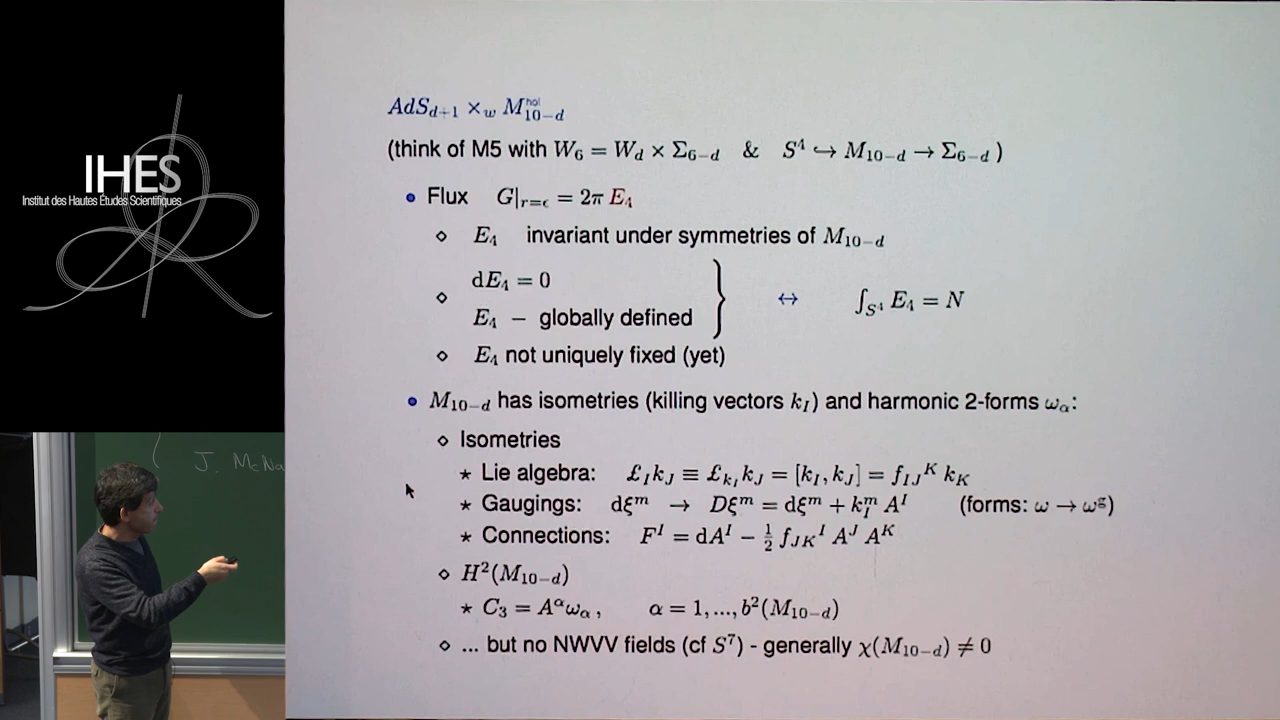 IHES
Institut des Hautes Études Scientifiques
J. McNa
AdS_{d+1} ×_w M^{hol}_{10−d}
(think of M5 with W_6 = W_d × Σ_{6−d} & S^4 ↪ M_{10−d} → Σ_{6−d} )
• Flux G|_{r=ϵ} = 2π E_4
◇ E_4 invariant under symmetries of M_{10−d}
◇ dE_4 = 0
E_4 − globally defined } ↔ ∫_{S^4} E_4 = N
◇ E_4 not uniquely fixed (yet)
• M_{10−d} has isometries (killing vectors k_I) and harmonic 2-forms ω_α:
◇ Isometries
⋆ Lie algebra: £_I k_J ≡ £_{k_I} k_J = [k_I, k_J] = f_{IJ}^K k_K
⋆ Gaugings: dξ^m → Dξ^m = dξ^m + k_I^m A^I (forms: ω → ω^g)
⋆ Connections: F^I = dA^I − ½ f_{JK}^I A^J A^K
◇ H^2(M_{10−d})
⋆ C_3 = A^α ω_α , α = 1, ..., b^2(M_{10−d})
◇ ... but no NWVV fields (cf S^7) - generally χ(M_{10−d}) ≠ 0